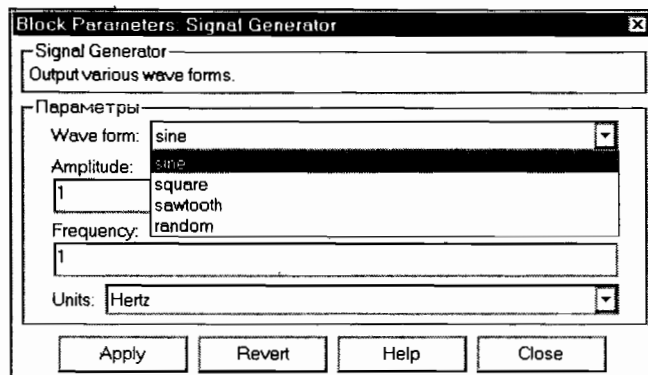 Block Parameters: Signal Generator
Signal Generator
Output various wave forms.
Параметры
Wave form: sine
sine
Amplitude:
square
1
sawtooth
random
Frequency:
1
Units: Hertz
Apply Revert Help Close